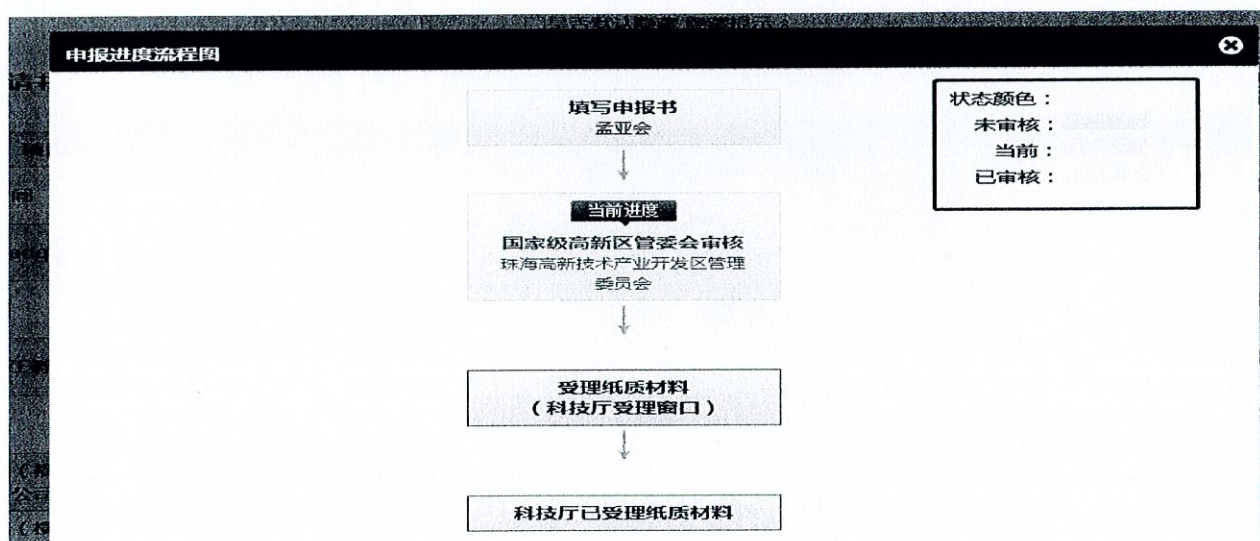 申报进度流程图
填写申报书
孟亚会
当前进度
国家级高新区管委会审核
珠海高新技术产业开发区管理
委员会
受理纸质材料
（科技厅受理窗口）
科技厅已受理纸质材料
状态颜色：
未审核：
当前：
已审核：
公司